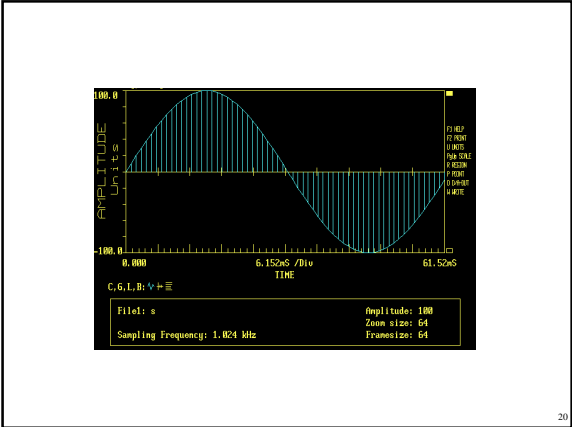 100.0
AMPLITUDE
Units
-100.0
F1 HELP
F2 PRINT
U UNITS
PgUp SCALE
R REGION
P POINT
W WRITE
0.000 6.152mS /Div 61.52mS
TIME
C,G,L,B:
File1: s Amplitude: 100
Zoom size: 64
Sampling Frequency: 1.024 kHz Framesize: 64
20